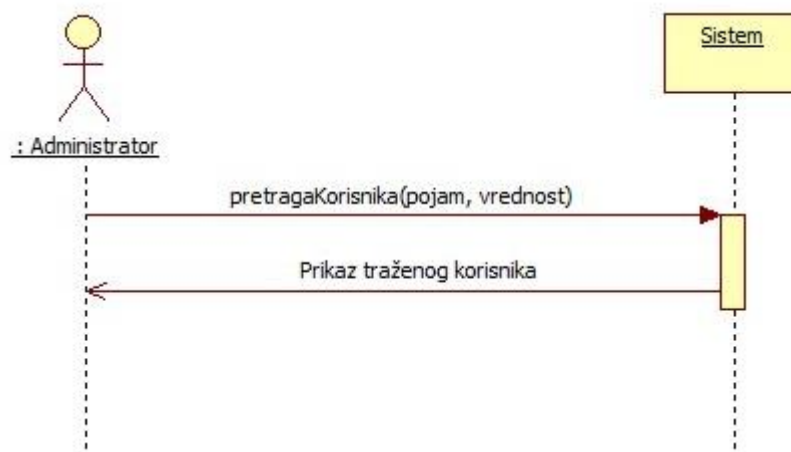 Sistem
: Administrator
pretragaKorisnika(pojam, vrednost)
Prikaz traženog korisnika